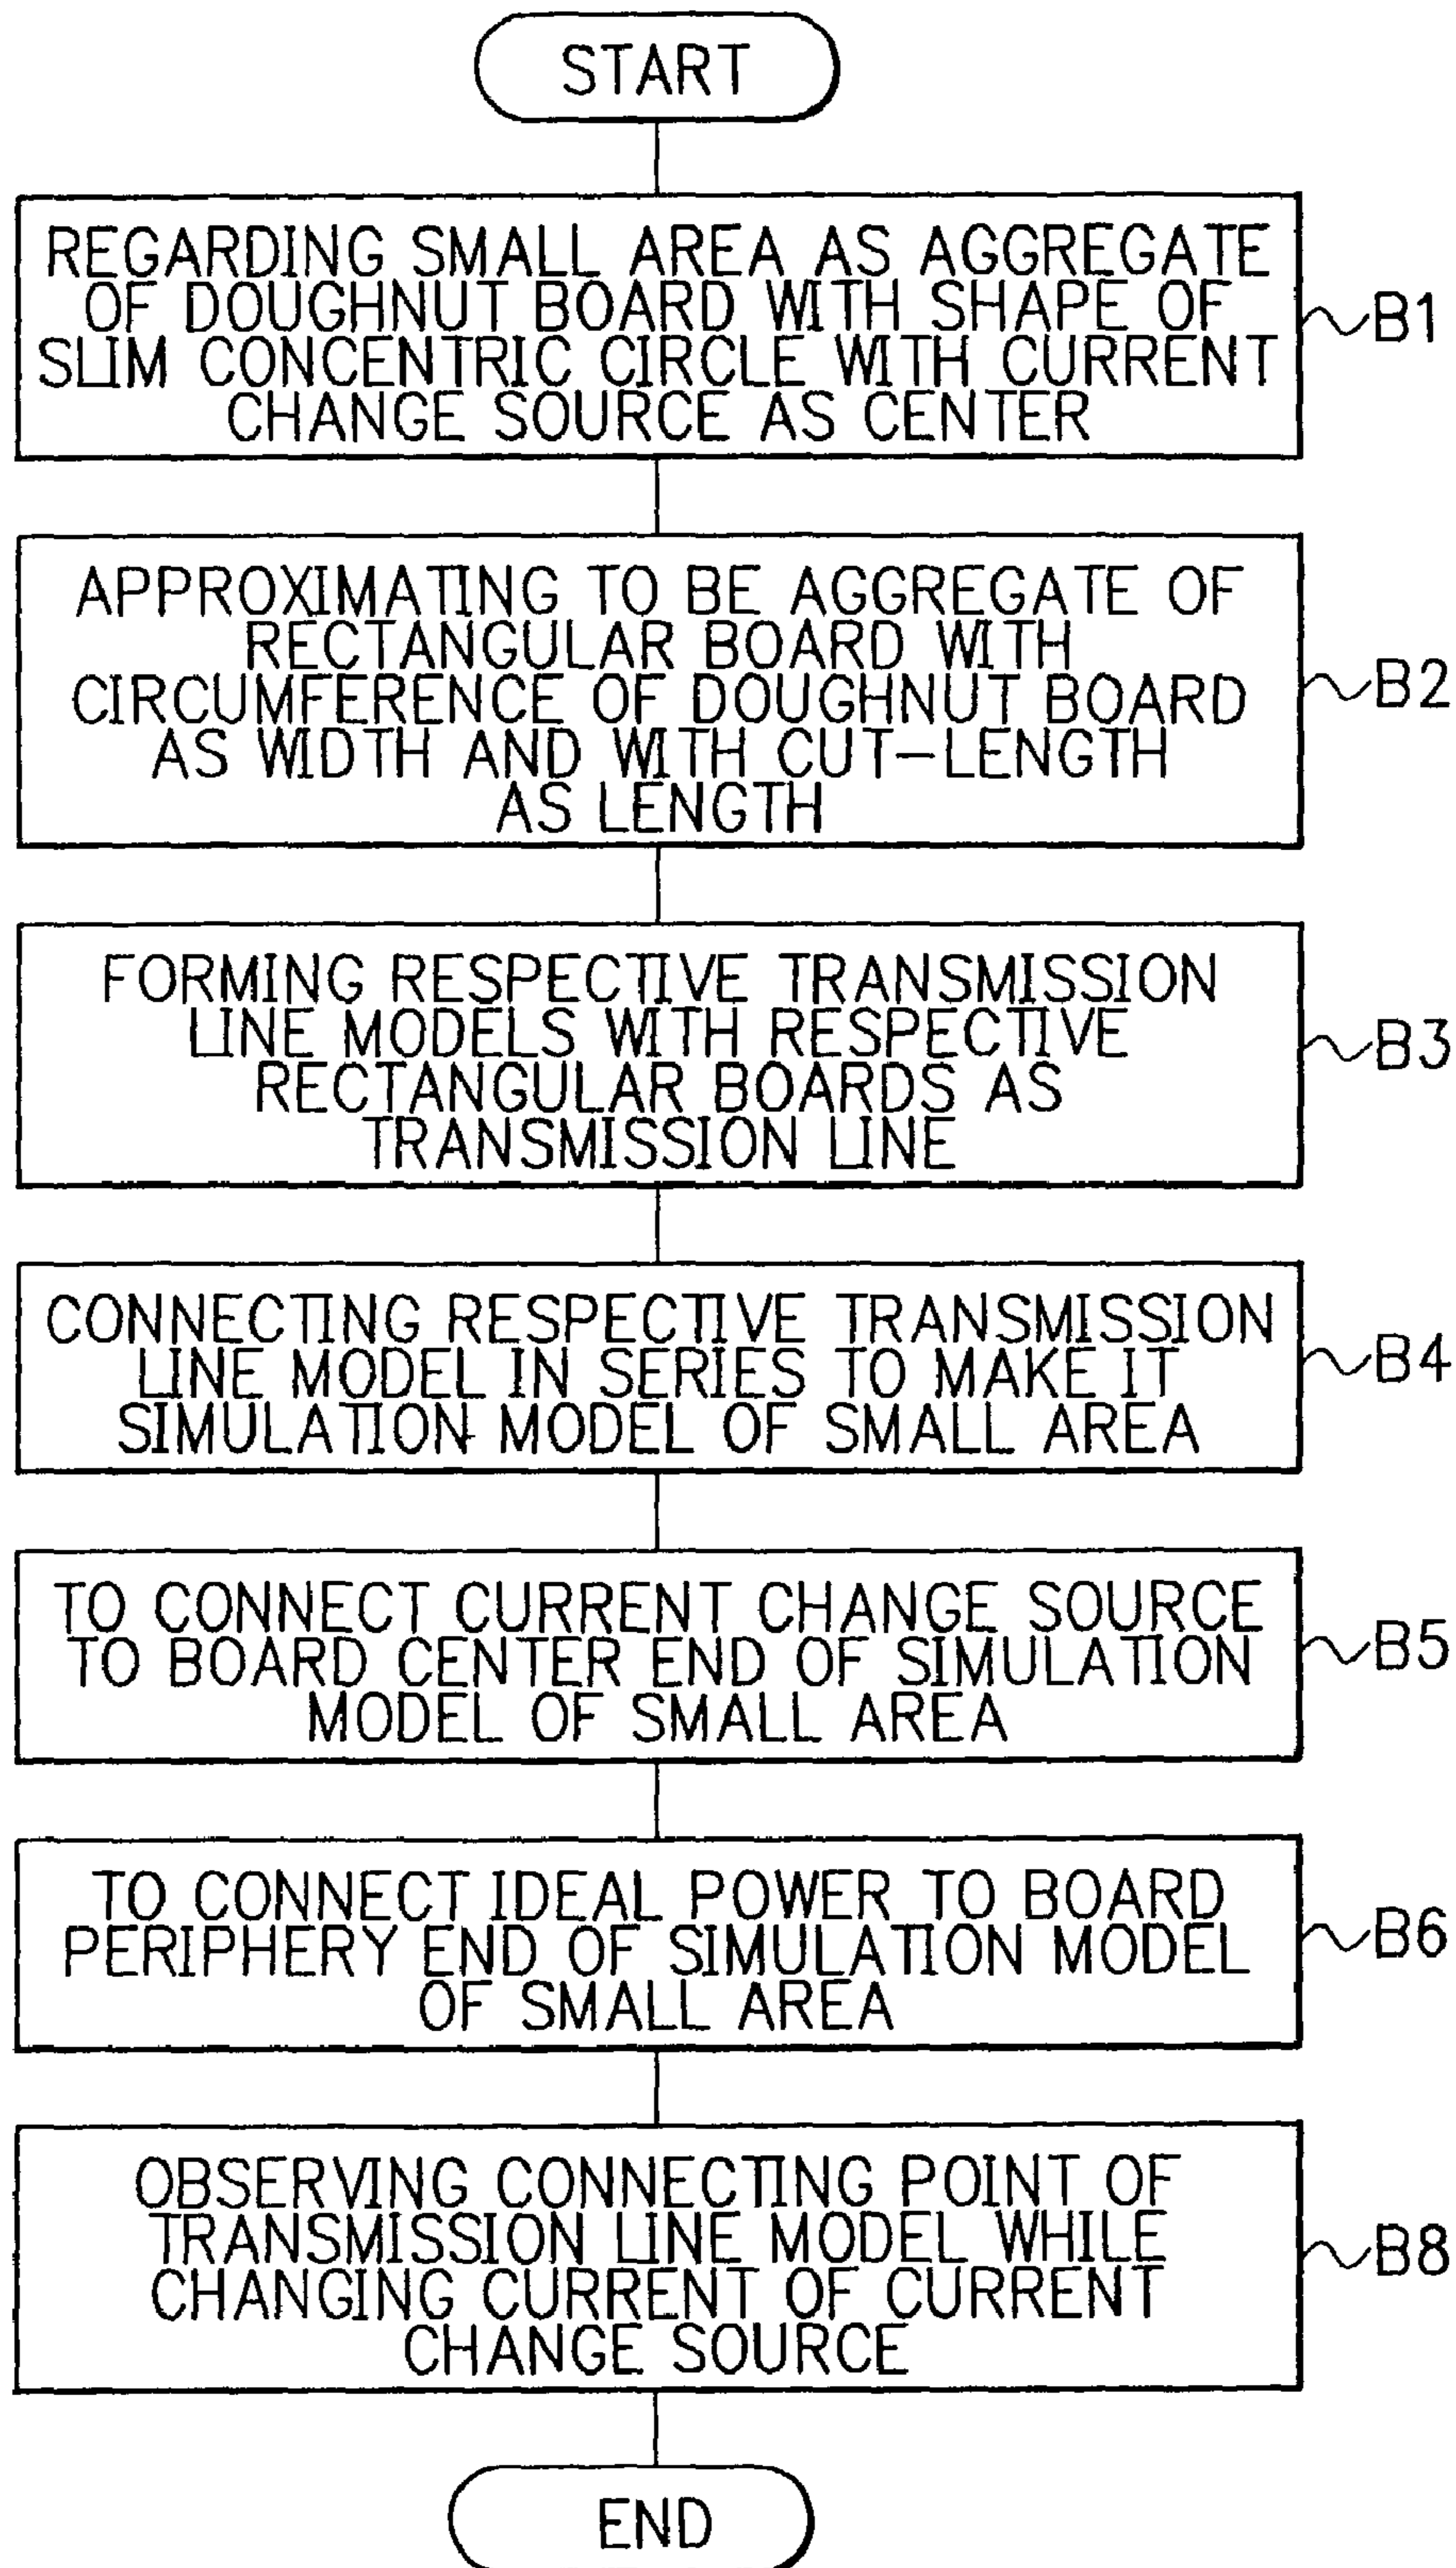 START
REGARDING SMALL AREA AS AGGREGATE
OF DOUGHNUT BOARD WITH SHAPE OF
SLIM CONCENTRIC CIRCLE WITH CURRENT
CHANGE SOURCE AS CENTER
B1
APPROXIMATING TO BE AGGREGATE OF
RECTANGULAR BOARD WITH
CIRCUMFERENCE OF DOUGHNUT BOARD
AS WIDTH AND WITH CUT-LENGTH
AS LENGTH
B2
FORMING RESPECTIVE TRANSMISSION
LINE MODELS WITH RESPECTIVE
RECTANGULAR BOARDS AS
TRANSMISSION LINE
B3
CONNECTING RESPECTIVE TRANSMISSION
LINE MODEL IN SERIES TO MAKE IT
SIMULATION MODEL OF SMALL AREA
B4
TO CONNECT CURRENT CHANGE SOURCE
TO BOARD CENTER END OF SIMULATION
MODEL OF SMALL AREA
B5
TO CONNECT IDEAL POWER TO BOARD
PERIPHERY END OF SIMULATION MODEL
OF SMALL AREA
B6
OBSERVING CONNECTING POINT OF
TRANSMISSION LINE MODEL WHILE
CHANGING CURRENT OF CURRENT
CHANGE SOURCE
B8
END